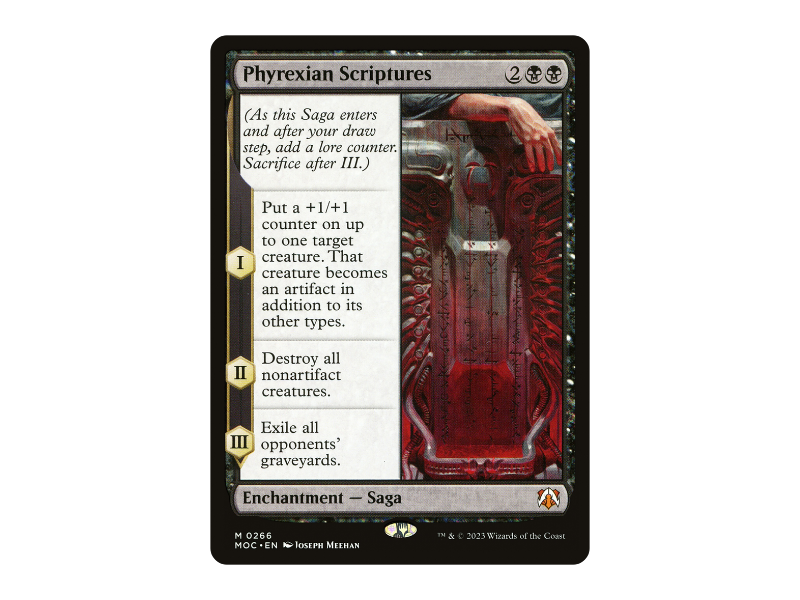 Phyrexian Scriptures 2
(As this Saga enters
and after your draw
step, add a lore counter.
Sacrifice after III.)
I
Put a +1/+1
counter on up
to one target
creature. That
creature becomes
an artifact in
addition to its
other types.
II
Destroy all
nonartifact
creatures.
III
Exile all
opponents'
graveyards.
Enchantment — Saga
M 0266
MOC • EN Joseph Meehan
™ & © 2023 Wizards of the Coast